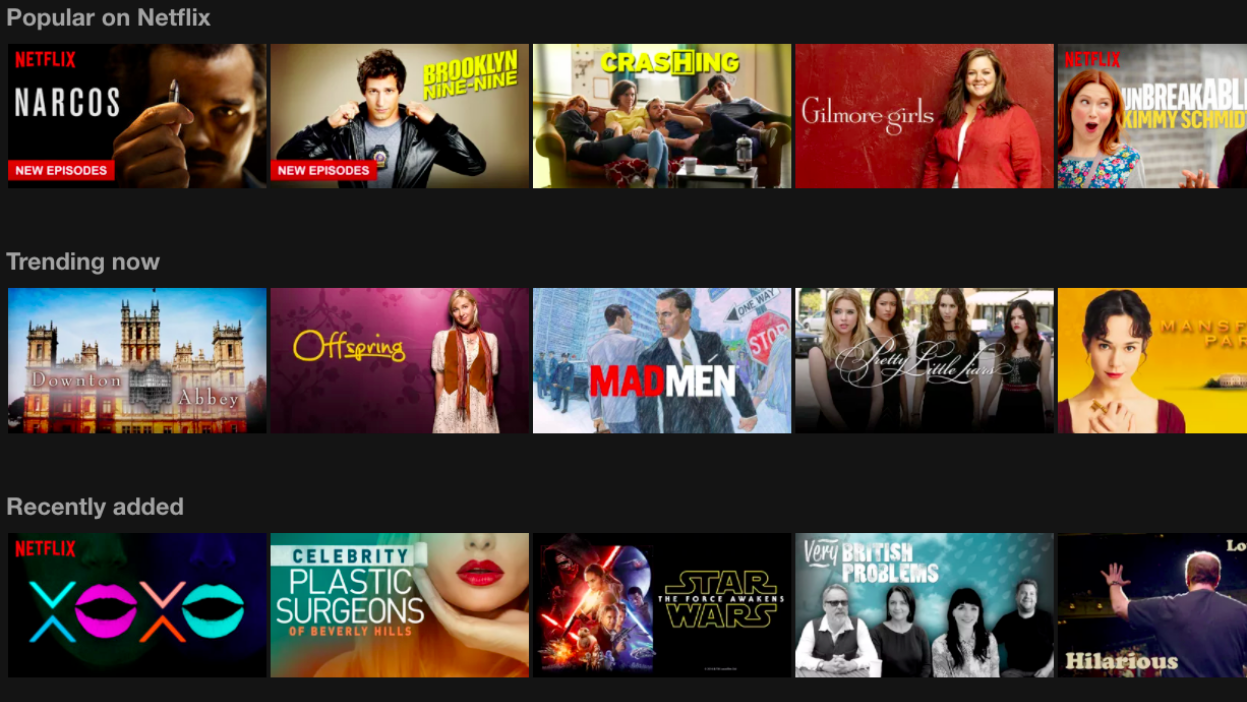 Popular on Netflix
NETFLIX
NARCOS
NEW EPISODES
BROOKLYN
NINE-NINE
NEW EPISODES
CRASHING
Gilmore girls
NETFLIX
UNBREAKABLE
KIMMY SCHMIDT
Trending now
Downton
Abbey
Offspring
ONE WAY
STOP
MADMEN
Pretty Little Liars
MANSF
PAR
Recently added
NETFLIX
XOXO
CELEBRITY
PLASTIC
SURGEONS
OF BEVERLY HILLS
STAR
THE FORCE AWAKENS
WARS
Very BRITISH
PROBLEMS
Lo
Hilarious